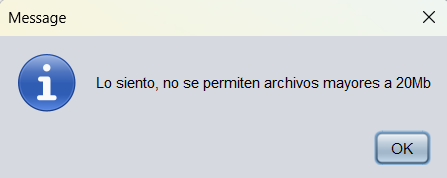 Message
Lo siento, no se permiten archivos mayores a 20Mb
OK